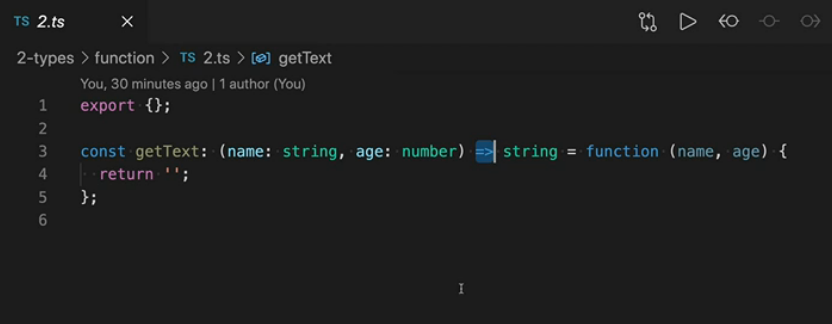 TS 2.ts
2-types > function > TS 2.ts > getText
You, 30 minutes ago | 1 author (You)
1 export {};
2
3 const getText: (name: string, age: number) => string = function (name, age) {
4 return '';
5 };
6